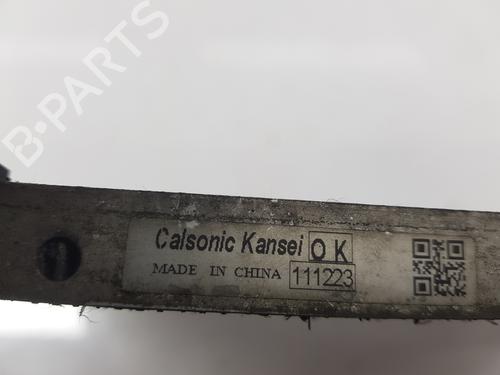 B-PARTS
Calsonic Kansei OK
MADE IN CHINA 111223